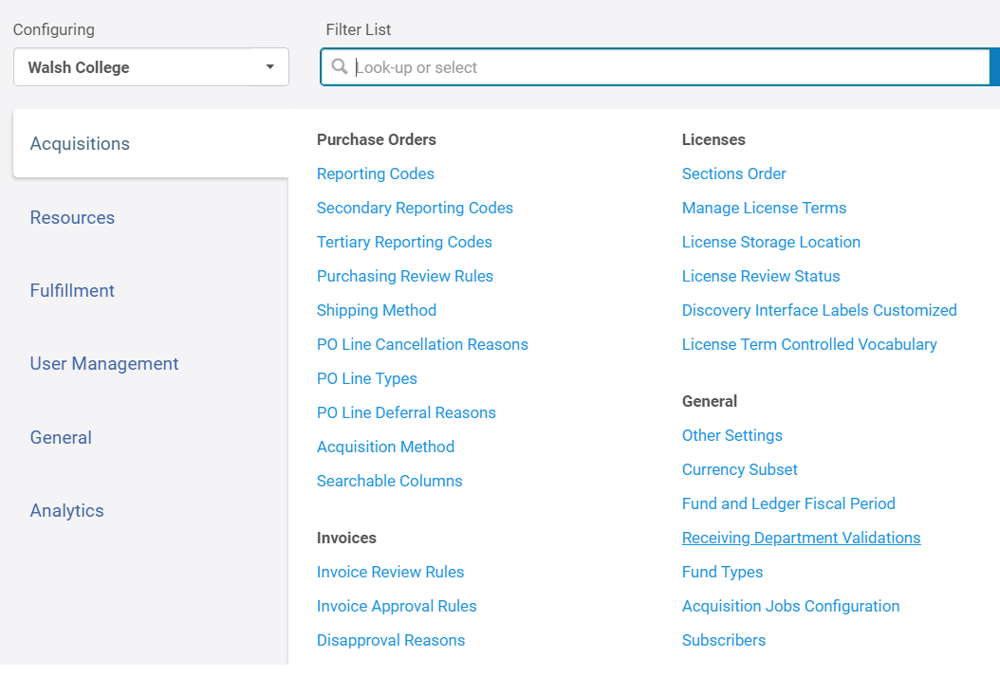 Configuring
Walsh College
Filter List
Look-up or select
Acquisitions
Resources
Fulfillment
User Management
General
Analytics
Purchase Orders
Reporting Codes
Secondary Reporting Codes
Tertiary Reporting Codes
Purchasing Review Rules
Shipping Method
PO Line Cancellation Reasons
PO Line Types
PO Line Deferral Reasons
Acquisition Method
Searchable Columns
Invoices
Invoice Review Rules
Invoice Approval Rules
Disapproval Reasons
Licenses
Sections Order
Manage License Terms
License Storage Location
License Review Status
Discovery Interface Labels Customized
License Term Controlled Vocabulary
General
Other Settings
Currency Subset
Fund and Ledger Fiscal Period
Receiving Department Validations
Fund Types
Acquisition Jobs Configuration
Subscribers